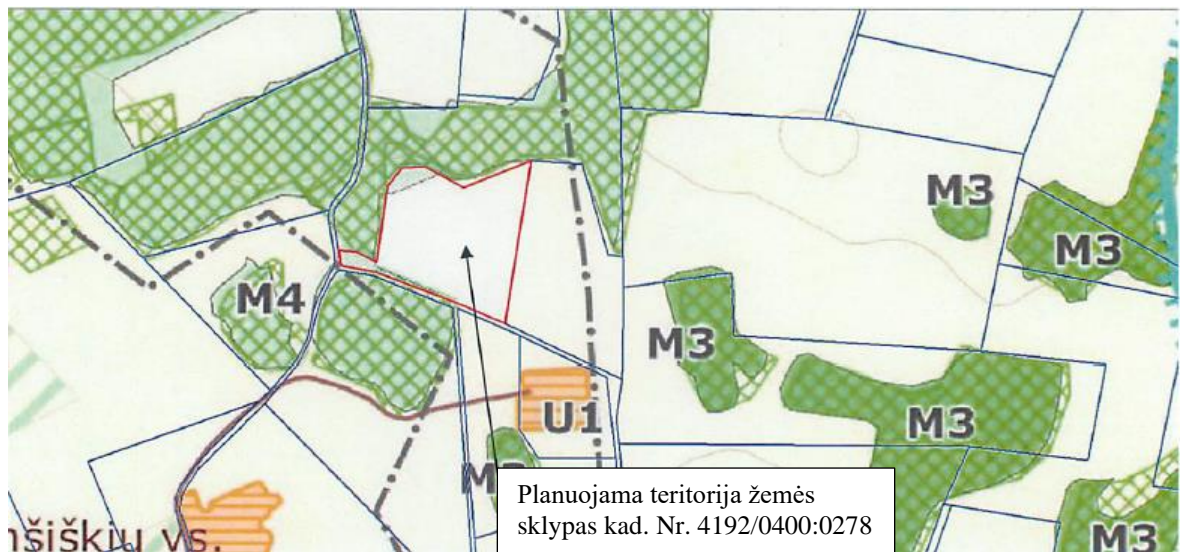 M3
M3
M4
M3
M3
U1
Planuojama teritorija žemės
sklypas kad. Nr. 4192/0400:0278
M3